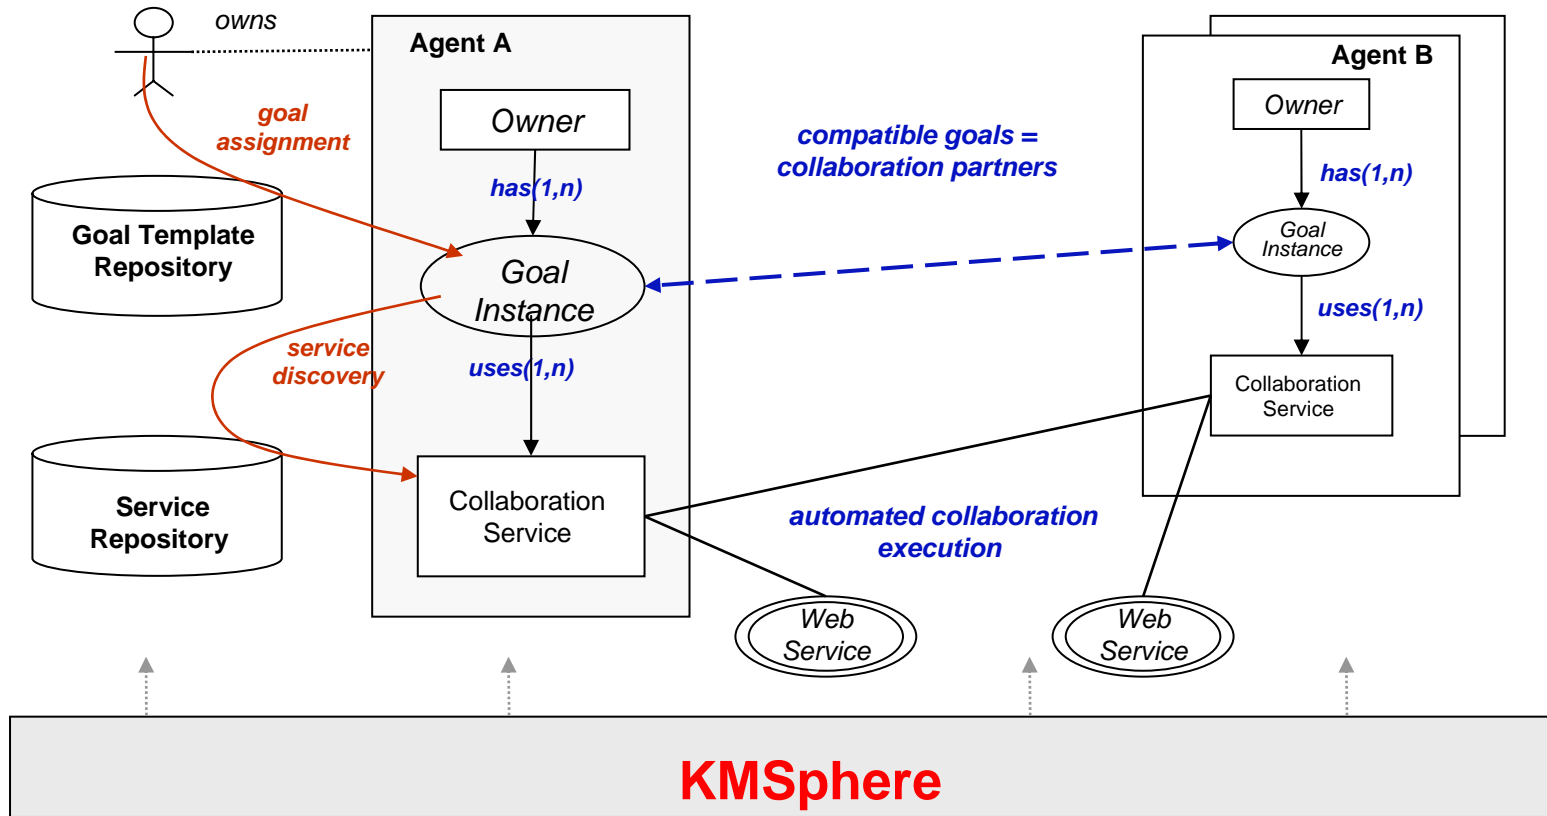 owns
Agent A
Owner
has(1,n)
Goal
Instance
uses(1,n)
Collaboration
Service
goal
assignment
Goal Template
Repository
service
discovery
Service
Repository
compatible goals =
collaboration partners
automated collaboration
execution
Web
Service
Web
Service
Agent B
Owner
has(1,n)
Goal
Instance
uses(1,n)
Collaboration
Service
KMSphere